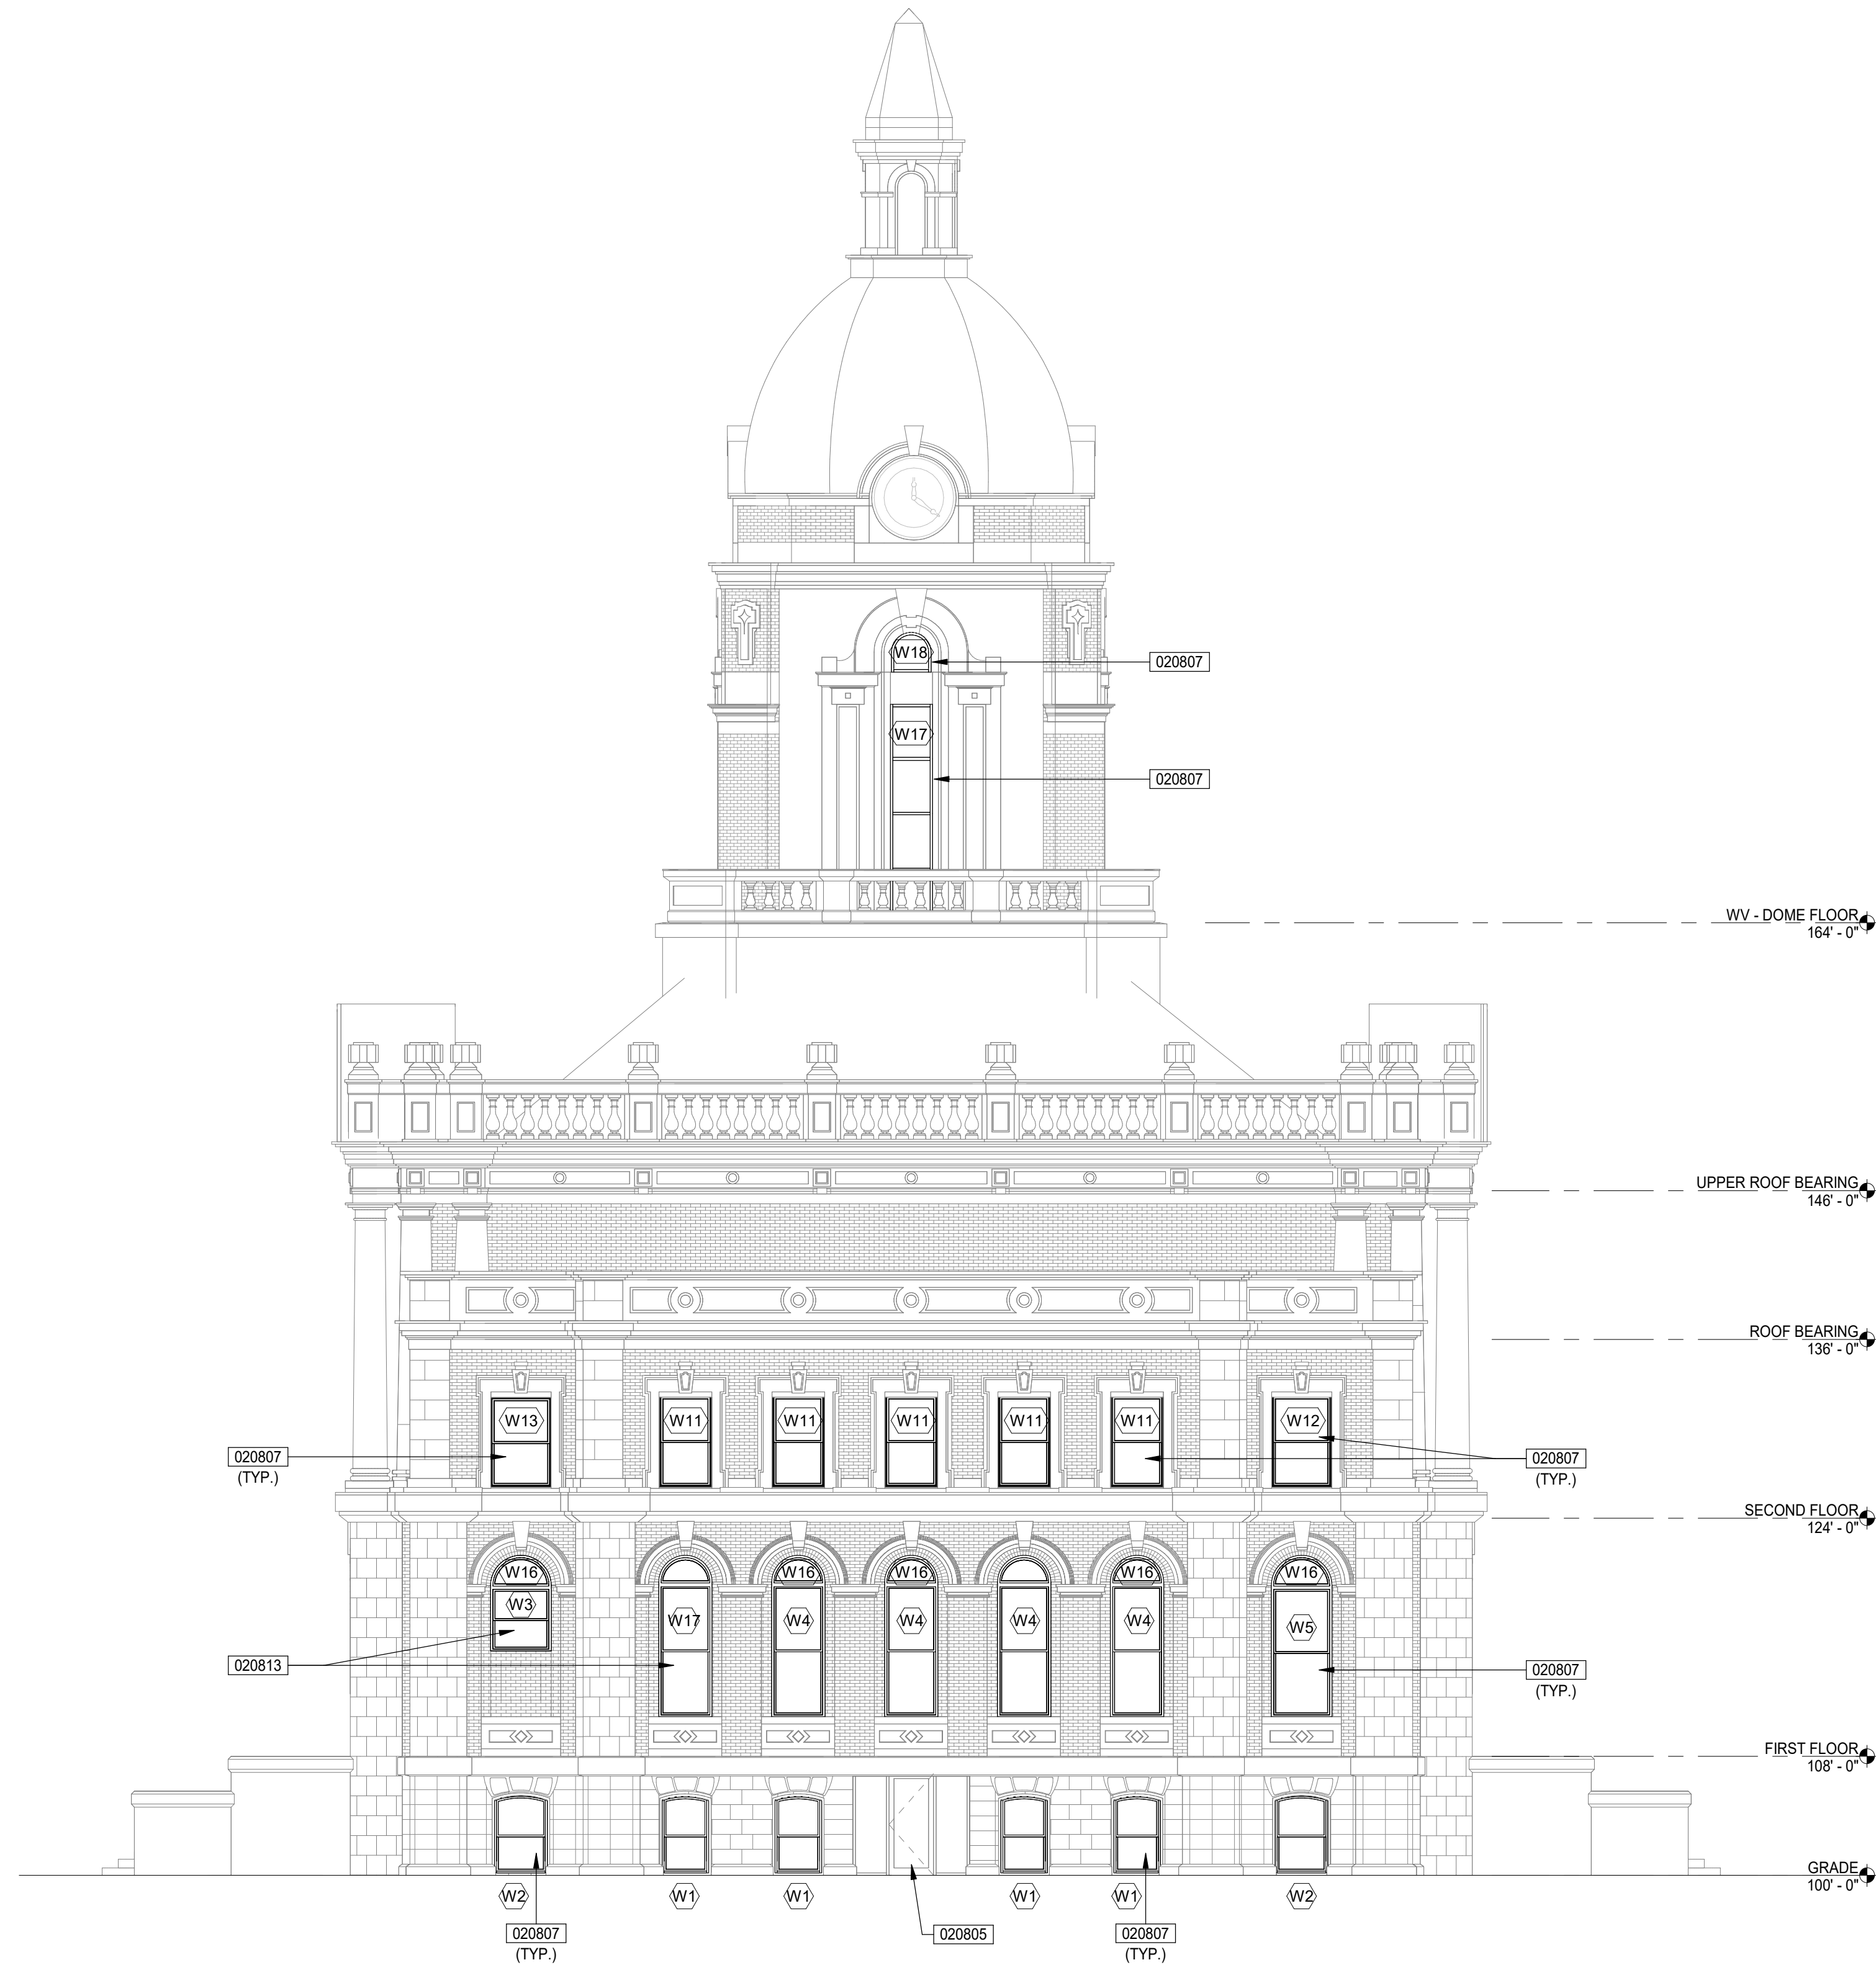 W18
020807
W17
020807
WV - DOME FLOOR
164' - 0"
UPPER ROOF BEARING
146' - 0"
ROOF BEARING
136' - 0"
W13
W11
W11
W11
W11
W11
W12
020807
(TYP.)
020807
(TYP.)
SECOND FLOOR
124' - 0"
W16
W16
W16
W16
W16
W3
W17
W4
W4
W4
W4
W5
020813
020807
(TYP.)
FIRST FLOOR
108' - 0"
GRADE
100' - 0"
W2
W1
W1
W1
W1
W2
020807
(TYP.)
020805
020807
(TYP.)